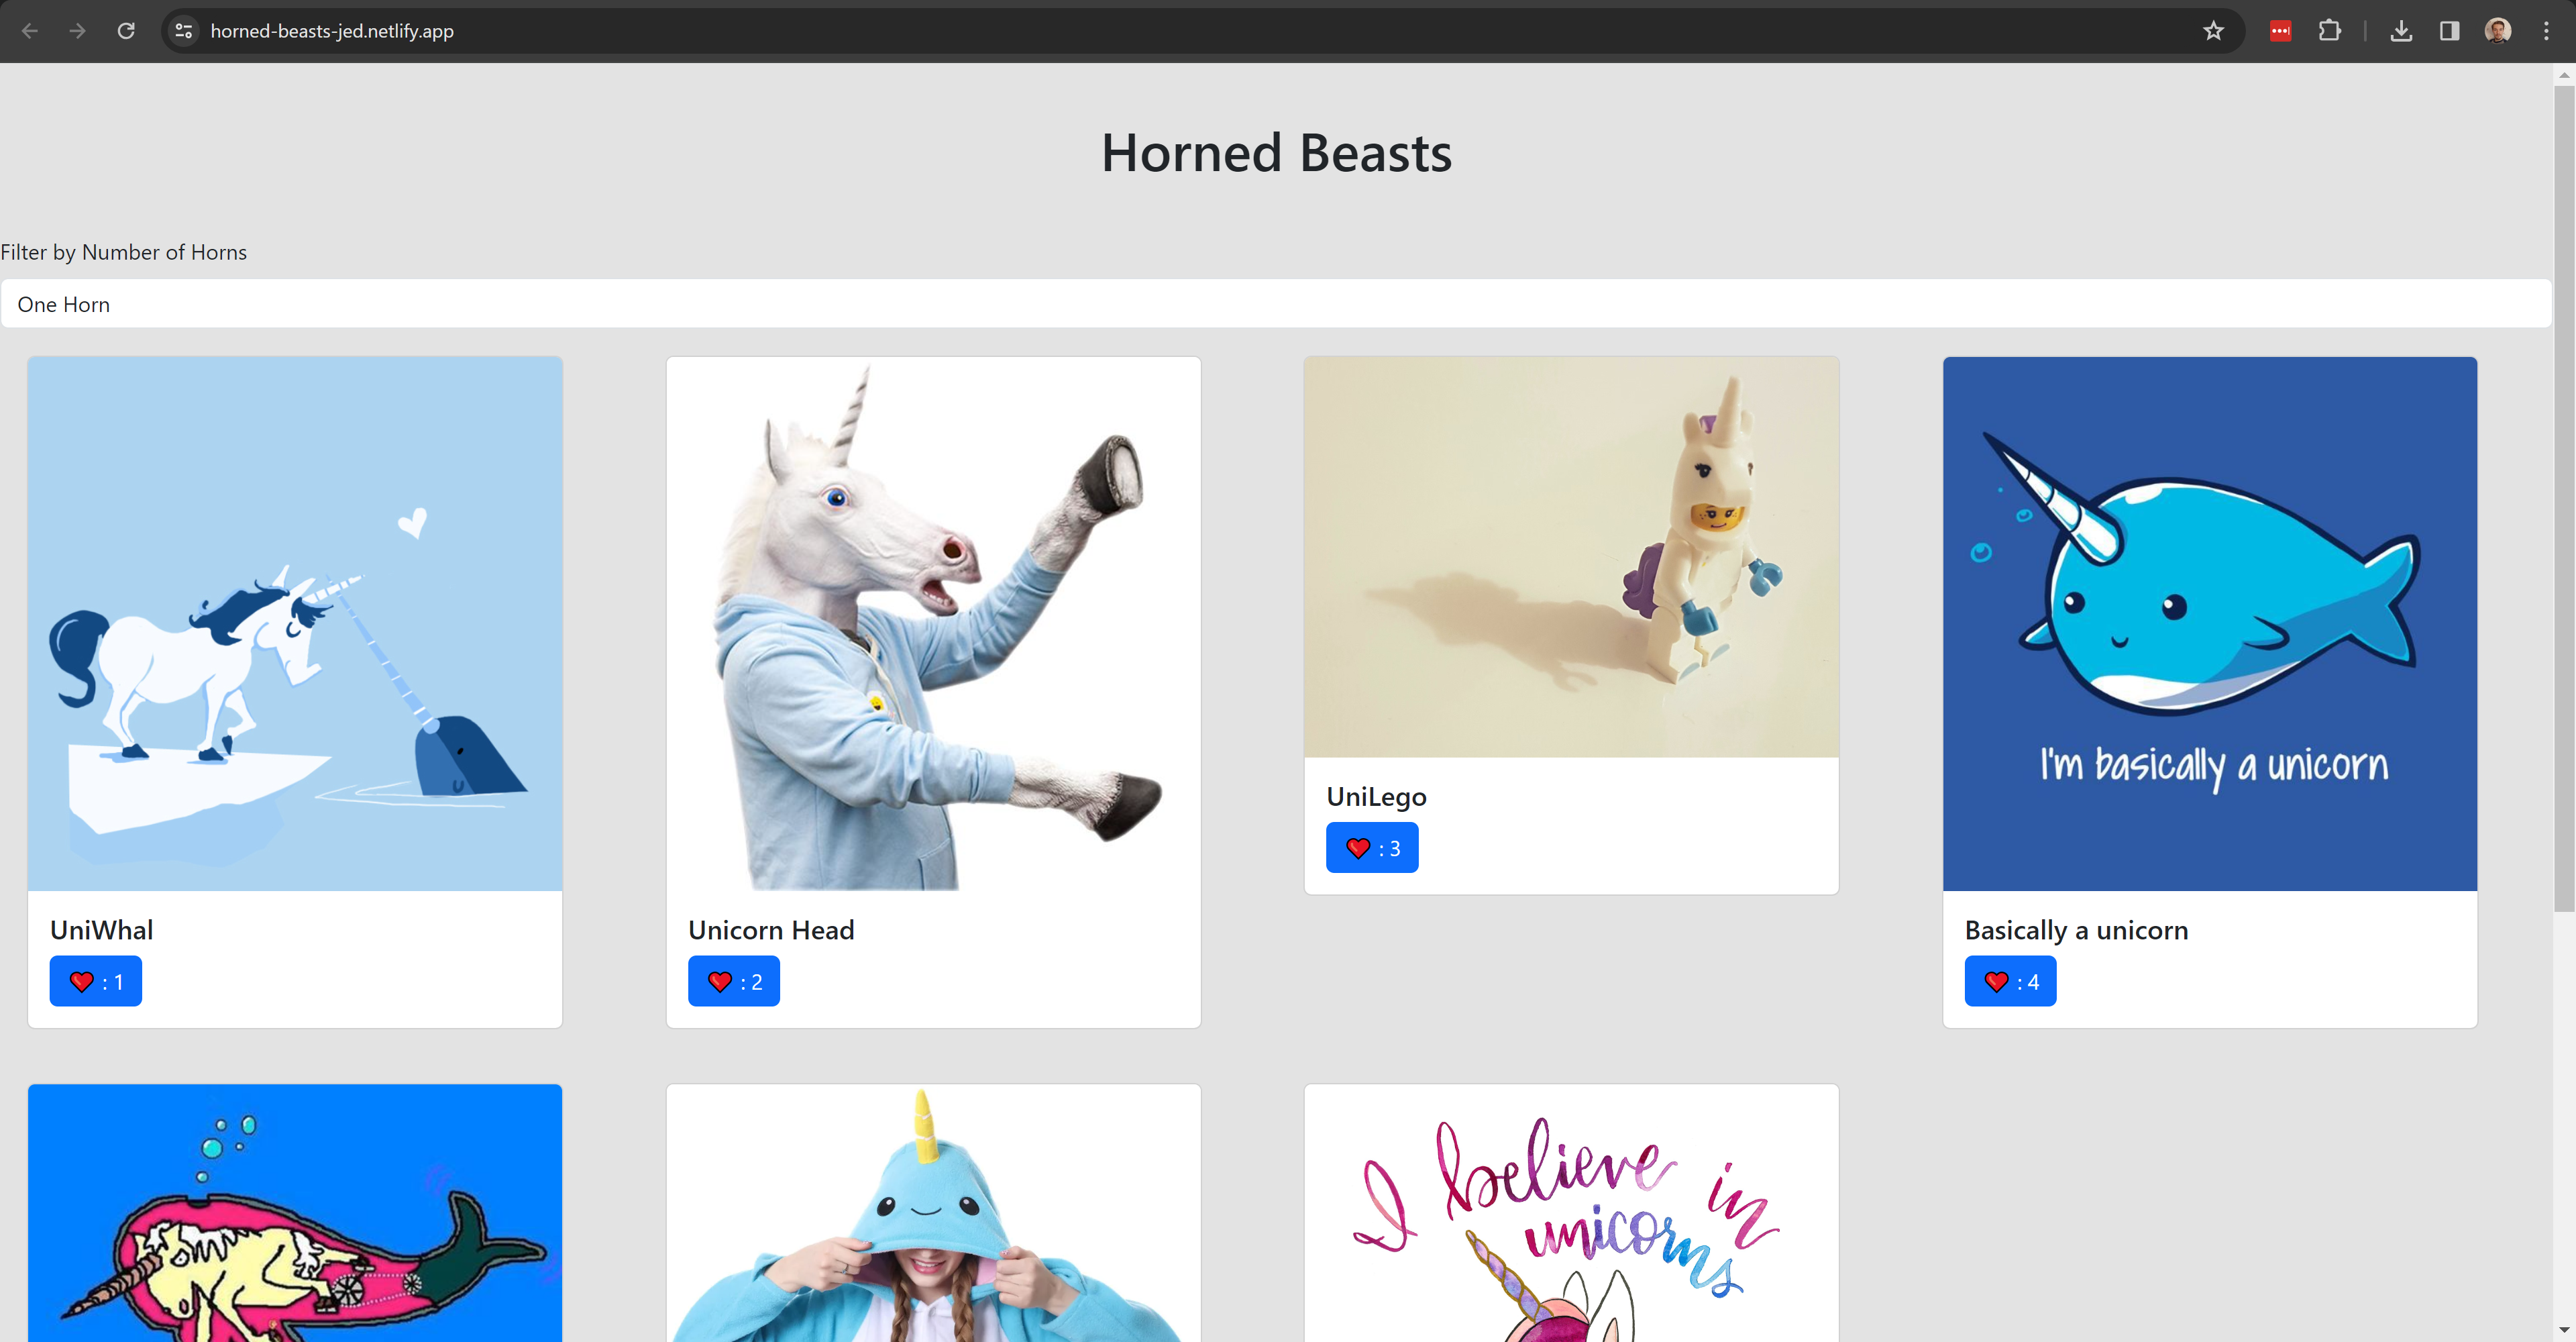 horned-beasts-jed.netlify.app
Horned Beasts
Filter by Number of Horns
One Horn
I'm basically a unicorn
UniWhal
❤️ : 1
Unicorn Head
❤️ : 2
UniLego
❤️ : 3
Basically a unicorn
❤️ : 4
I believe in
unicorns